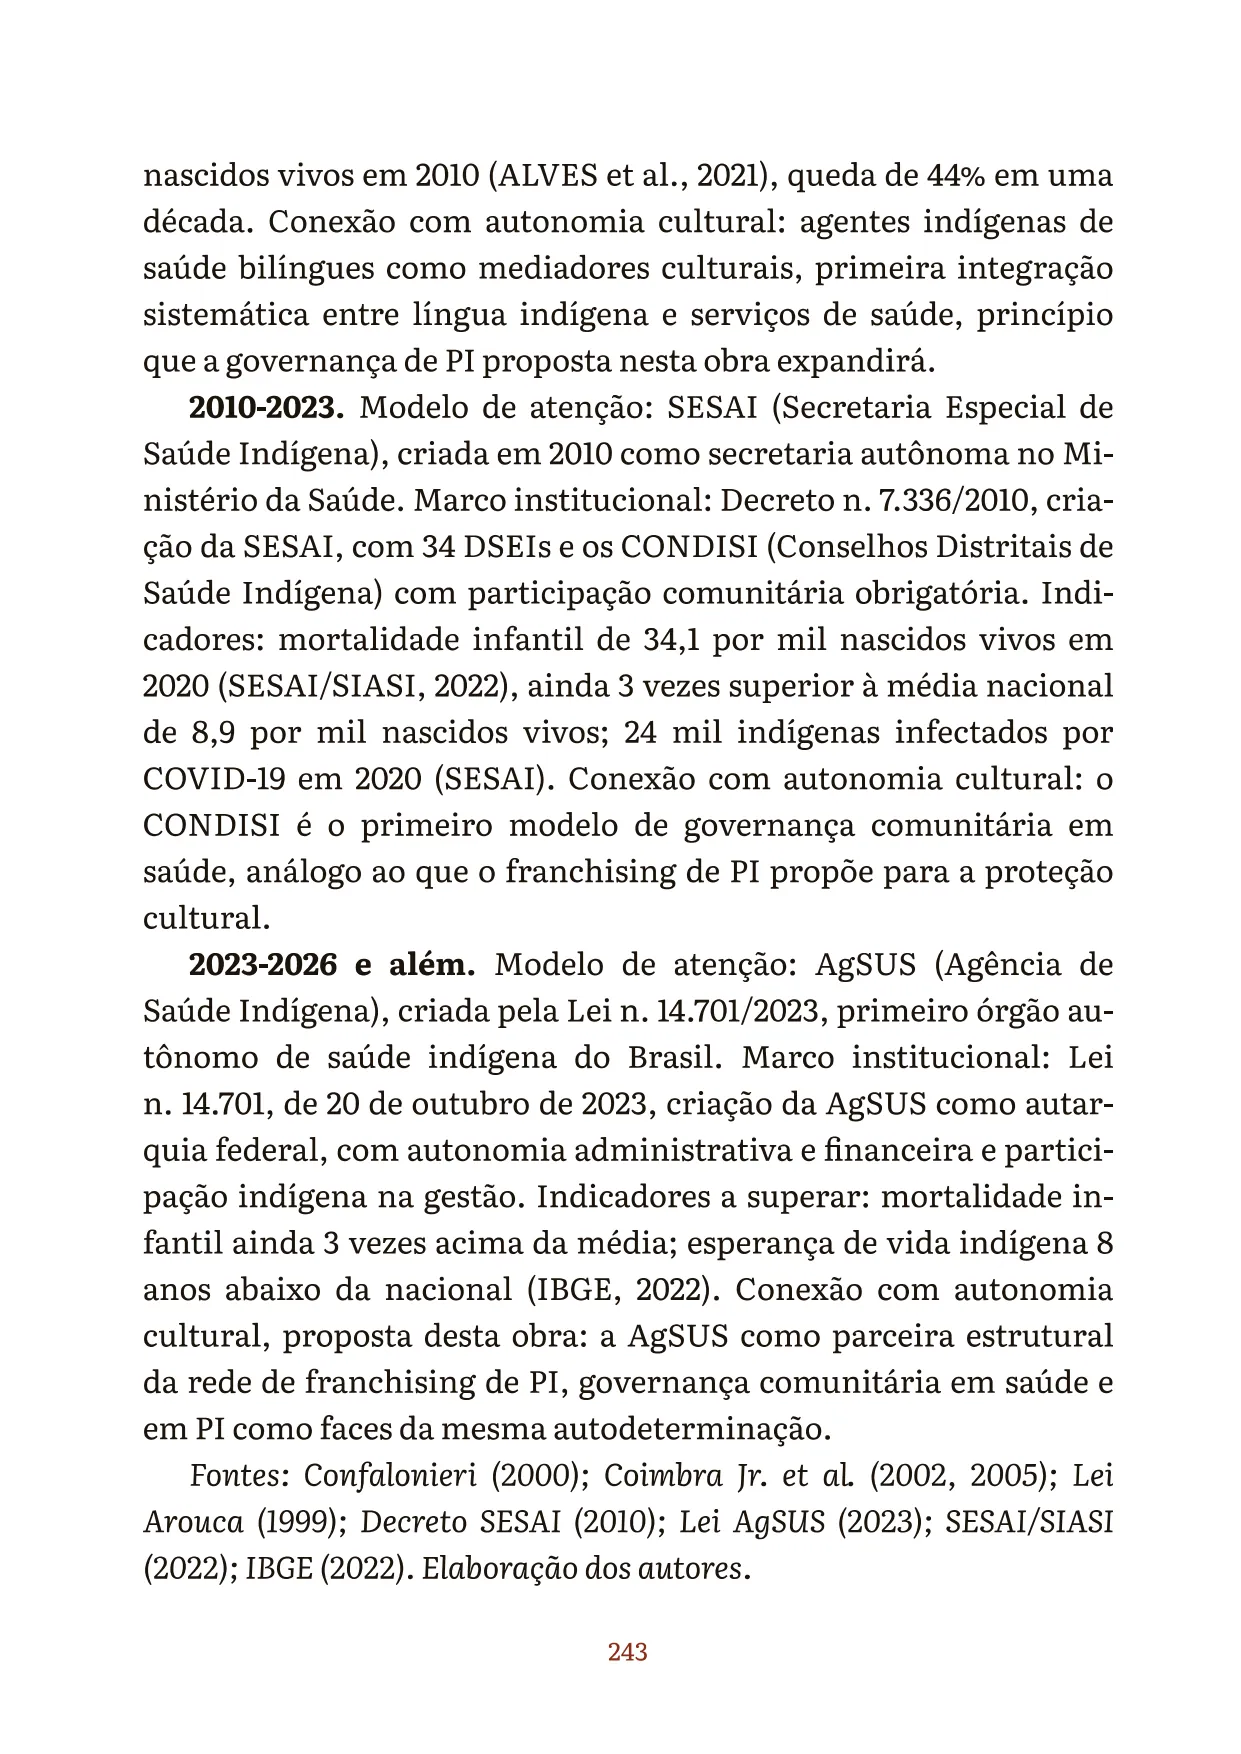 nascidos vivos em 2010 (ALVES et al., 2021), queda de 44% em uma
década. Conexão com autonomia cultural: agentes indígenas de
saúde bilíngues como mediadores culturais, primeira integração
sistemática entre língua indígena e serviços de saúde, princípio
que a governança de PI proposta nesta obra expandirá.
2010-2023. Modelo de atenção: SESAI (Secretaria Especial de
Saúde Indígena), criada em 2010 como secretaria autônoma no Mi-
nistério da Saúde. Marco institucional: Decreto n. 7.336/2010, cria-
ção da SESAI, com 34 DSEIs e os CONDISI (Conselhos Distritais de
Saúde Indígena) com participação comunitária obrigatória. Indi-
cadores: mortalidade infantil de 34,1 por mil nascidos vivos em
2020 (SESAI/SIASI, 2022), ainda 3 vezes superior à média nacional
de 8,9 por mil nascidos vivos; 24 mil indígenas infectados por
COVID-19 em 2020 (SESAI). Conexão com autonomia cultural: o
CONDISI é o primeiro modelo de governança comunitária em
saúde, análogo ao que o franchising de PI propõe para a proteção
cultural.
2023-2026 e além. Modelo de atenção: AgSUS (Agência de
Saúde Indígena), criada pela Lei n. 14.701/2023, primeiro órgão au-
tônomo de saúde indígena do Brasil. Marco institucional: Lei
n. 14.701, de 20 de outubro de 2023, criação da AgSUS como autar-
quia federal, com autonomia administrativa e financeira e partici-
pação indígena na gestão. Indicadores a superar: mortalidade in-
fantil ainda 3 vezes acima da média; esperança de vida indígena 8
anos abaixo da nacional (IBGE, 2022). Conexão com autonomia
cultural, proposta desta obra: a AgSUS como parceira estrutural
da rede de franchising de PI, governança comunitária em saúde e
em PI como faces da mesma autodeterminação.
Fontes: Confalonieri (2000); Coimbra Jr. et al. (2002, 2005); Lei
Arouca (1999); Decreto SESAI (2010); Lei AgSUS (2023); SESAI/SIASI
(2022); IBGE (2022). Elaboração dos autores.
243